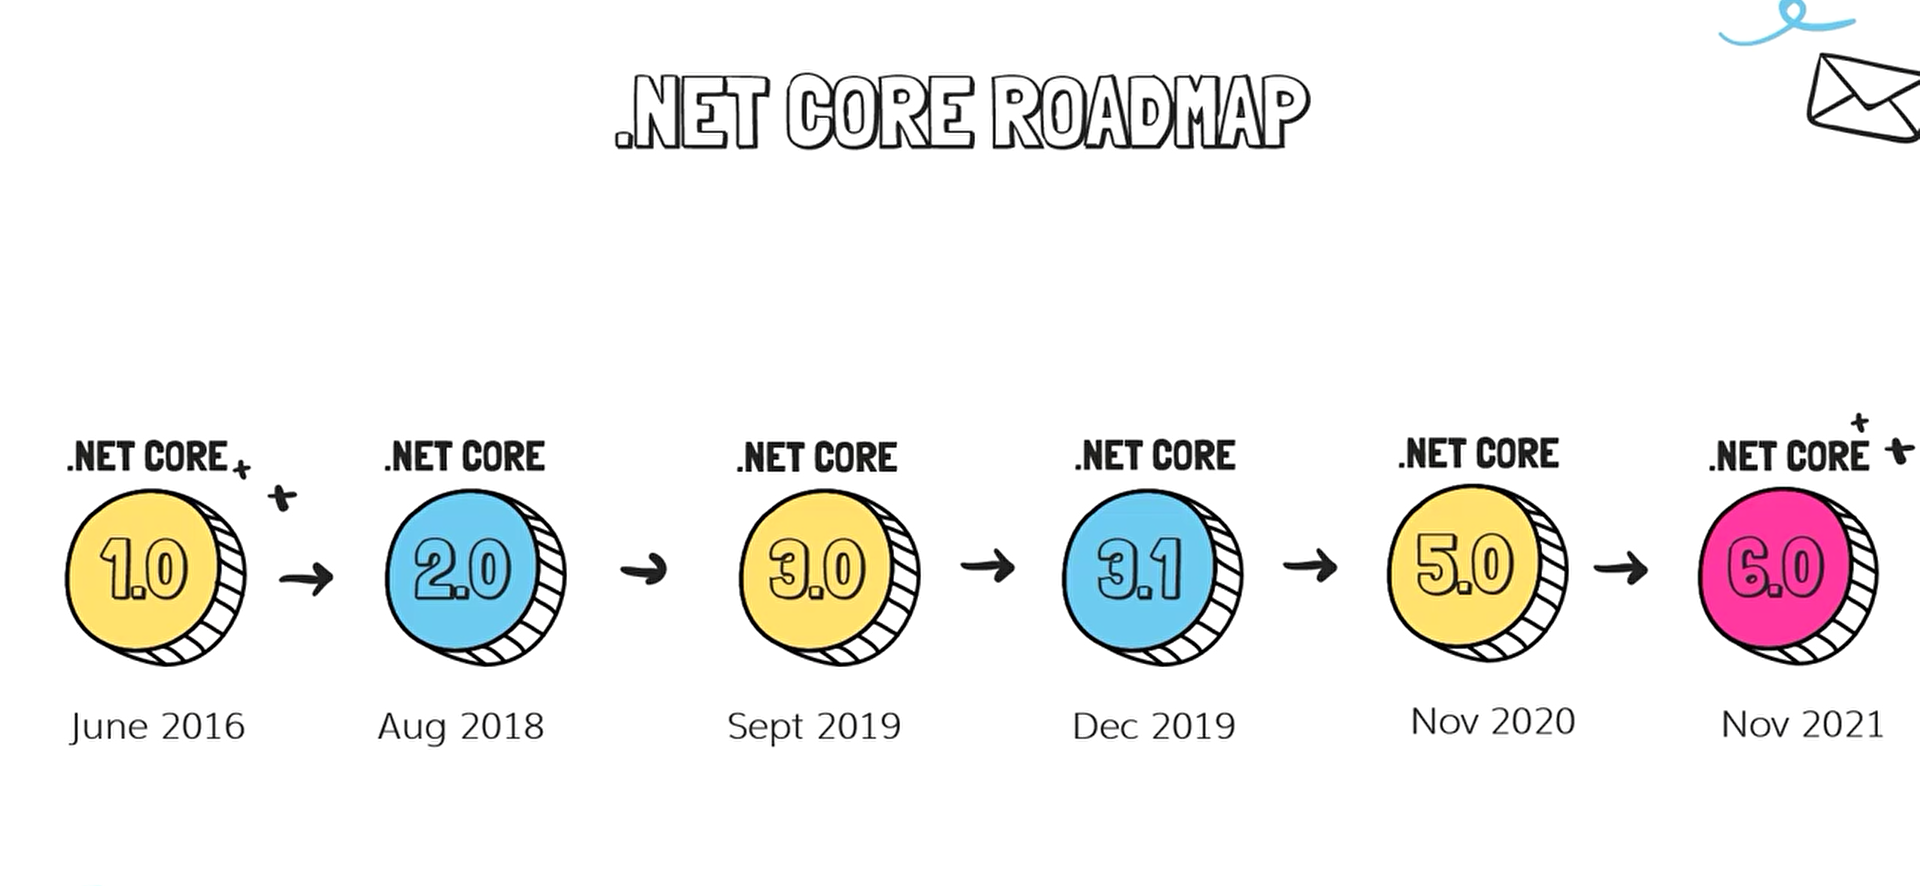 .NET CORE ROADMAP
.NET CORE
1.0
June 2016
.NET CORE
2.0
Aug 2018
.NET CORE
3.0
Sept 2019
.NET CORE
3.1
Dec 2019
.NET CORE
5.0
Nov 2020
.NET CORE
6.0
Nov 2021